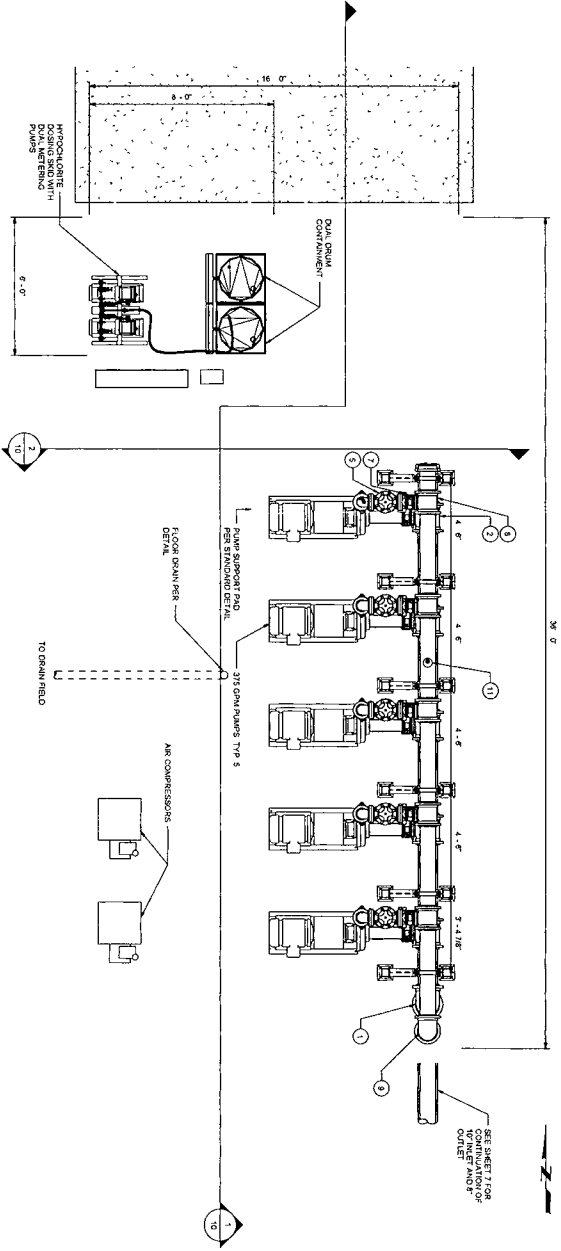 16' 0"
8'-0"
HYPOCHLORITE
DOSING SKID WITH
DUAL METERING
PUMPS
6'-0"
DUAL DRUM
CONTAINMENT
2
10
36' 0"
5
7
2
8
4' 6"
4' 6"
4'-6"
4'-6"
3'-4 7/8"
11
PUMP SUPPORT PAD
PER STANDARD DETAIL
375 GPM PUMPS TYP 5
FLOOR DRAIN PER
DETAIL
TO DRAIN FIELD
AIR COMPRESSORS
1
9
SEE SHEET 7 FOR
CONTINUATION OF
10" INLET AND 8"
OUTLET
1
10